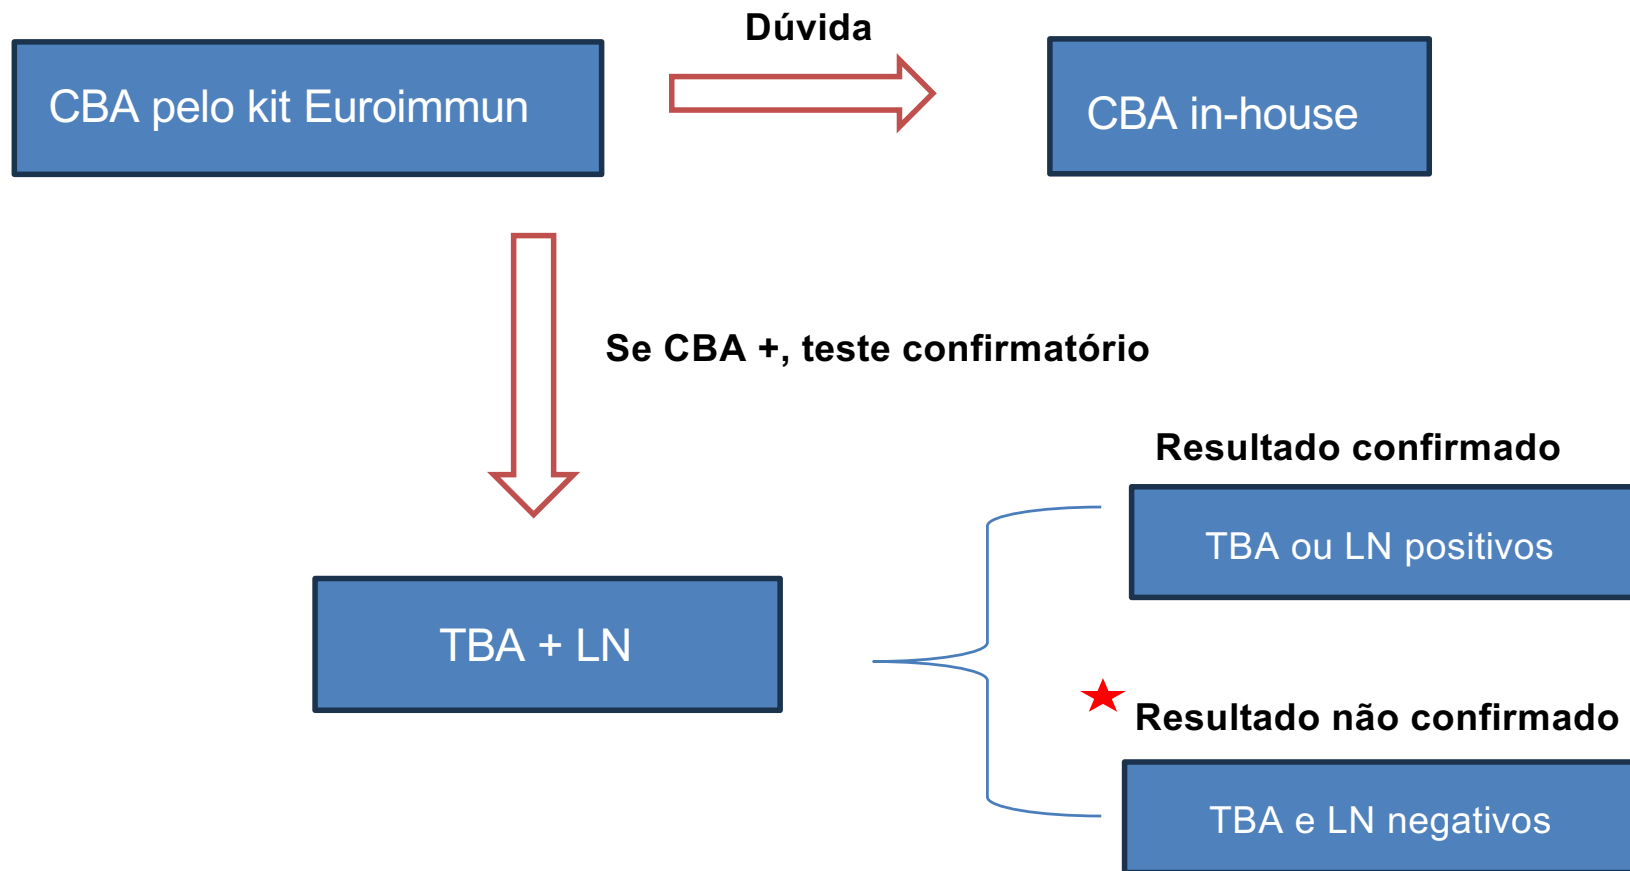 Dúvida
CBA pelo kit Euroimmun
CBA in-house
Se CBA +, teste confirmatório
Resultado confirmado
TBA ou LN positivos
TBA + LN
Resultado não confirmado
TBA e LN negativos